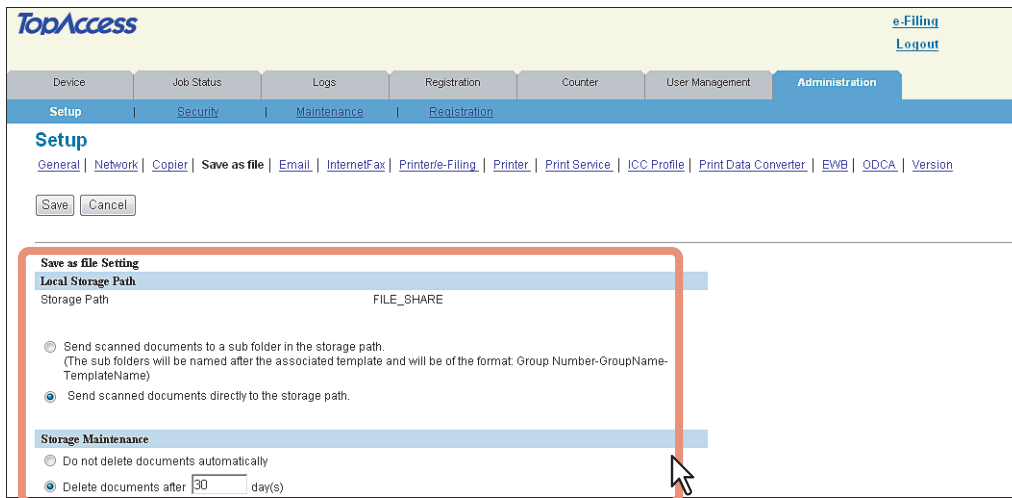 TopAccess
e-Filing
Logout
Device Job Status Logs Registration Counter User Management Administration
Setup | Security | Maintenance | Registration
Setup
General | Network | Copier | Save as file | Email | InternetFax | Printer/e-Filing | Printer | Print Service | ICC Profile | Print Data Converter | EWB | ODCA | Version
Save Cancel
Save as file Setting
Local Storage Path
Storage Path FILE_SHARE
Send scanned documents to a sub folder in the storage path.
(The sub folders will be named after the associated template and will be of the format: Group Number-GroupName-
TemplateName)
Send scanned documents directly to the storage path.
Storage Maintenance
Do not delete documents automatically
Delete documents after 30 day(s)